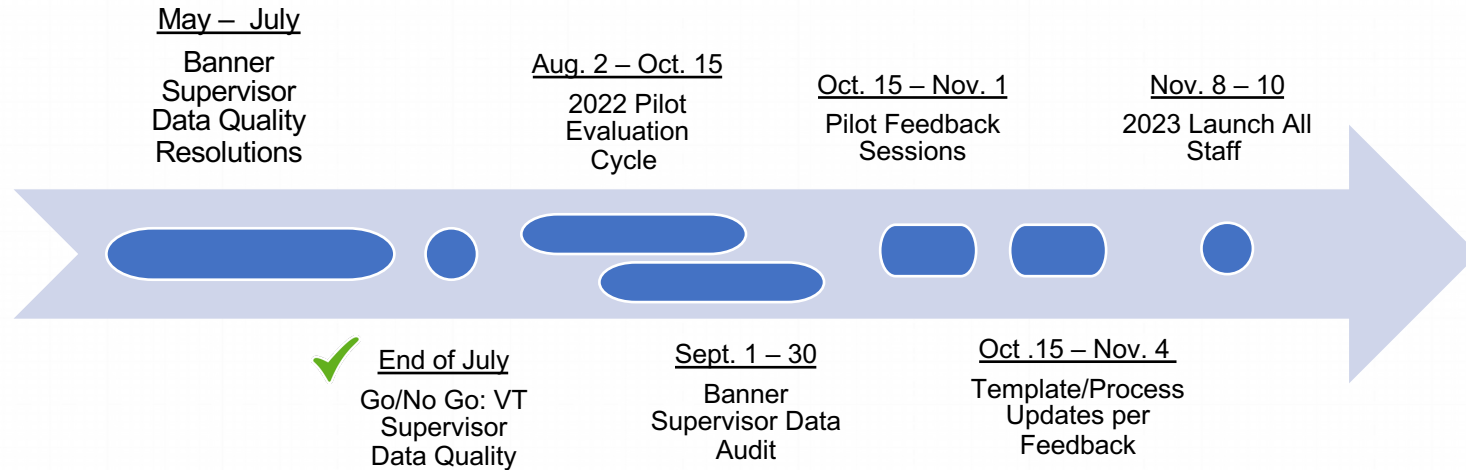 May – July
Banner
Supervisor
Data Quality
Resolutions
Aug. 2 – Oct. 15
2022 Pilot
Evaluation
Cycle
Oct. 15 – Nov. 1
Pilot Feedback
Sessions
Nov. 8 – 10
2023 Launch All
Staff
End of July
Go/No Go: VT
Supervisor
Data Quality
Sept. 1 – 30
Banner
Supervisor Data
Audit
Oct .15 – Nov. 4
Template/Process
Updates per
Feedback